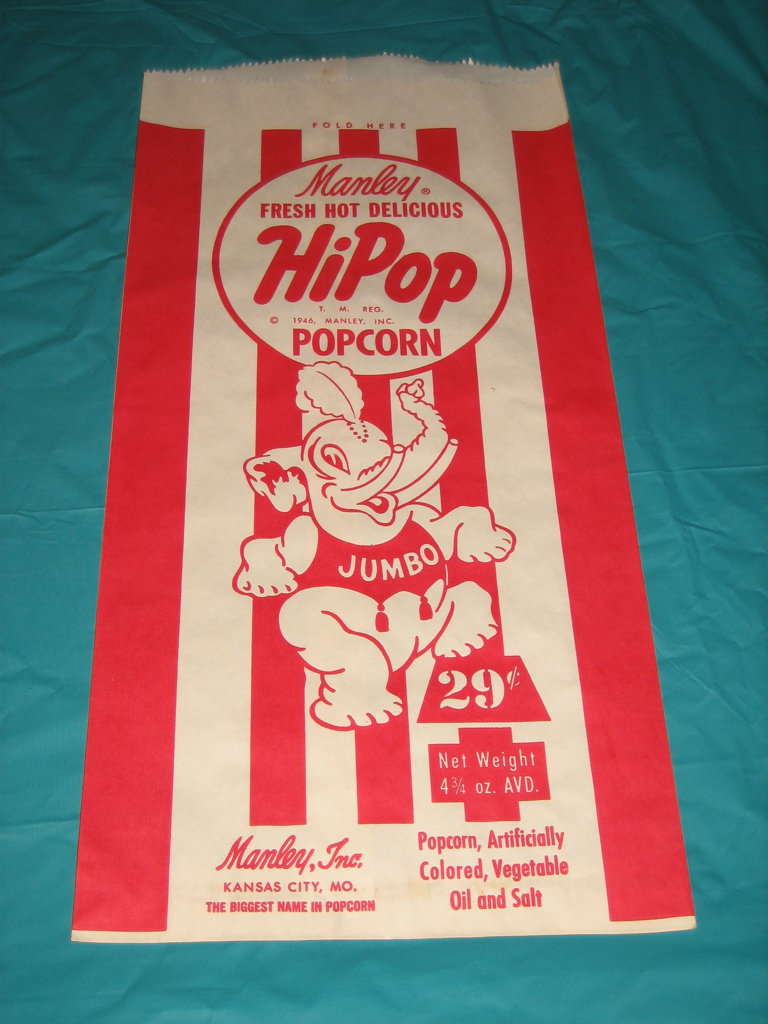 FOLD HERE
Manley®
FRESH HOT DELICIOUS
HiPop
T. M. REG.
© 1946, MANLEY, INC.
POPCORN
JUMBO
29¢
Net Weight
4¾ oz. AVD.
Manley, Inc.
KANSAS CITY, MO.
THE BIGGEST NAME IN POPCORN
Popcorn, Artificially
Colored, Vegetable
Oil and Salt